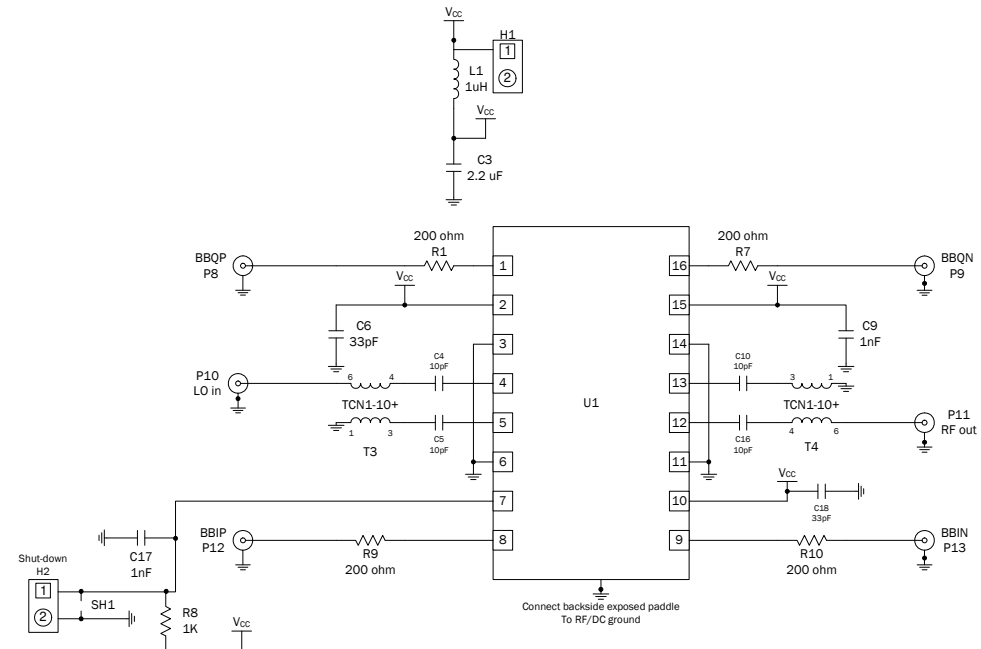 VCC
H1
1
L1
1uH
2
VCC
C3
2.2 uF
200 ohm
R1
200 ohm
R7
BBQP
P8
1
U1
16
BBQN
P9
VCC
VCC
2
15
C6
33pF
C9
1nF
3
14
P10
LO in
6
4
C4
10pF
4
13
C10
10pF
3
1
TCN1-10+
TCN1-10+
1
3
T3
C5
10pF
5
12
C16
10pF
4
6
T4
P11
RF out
6
11
VCC
7
10
C18
33pF
BBIP
P12
R9
200 ohm
8
9
R10
200 ohm
BBIN
P13
C17
1nF
Shut-down
H2
1
SH1
2
R8
1K
VCC
Connect backside exposed paddle
To RF/DC ground